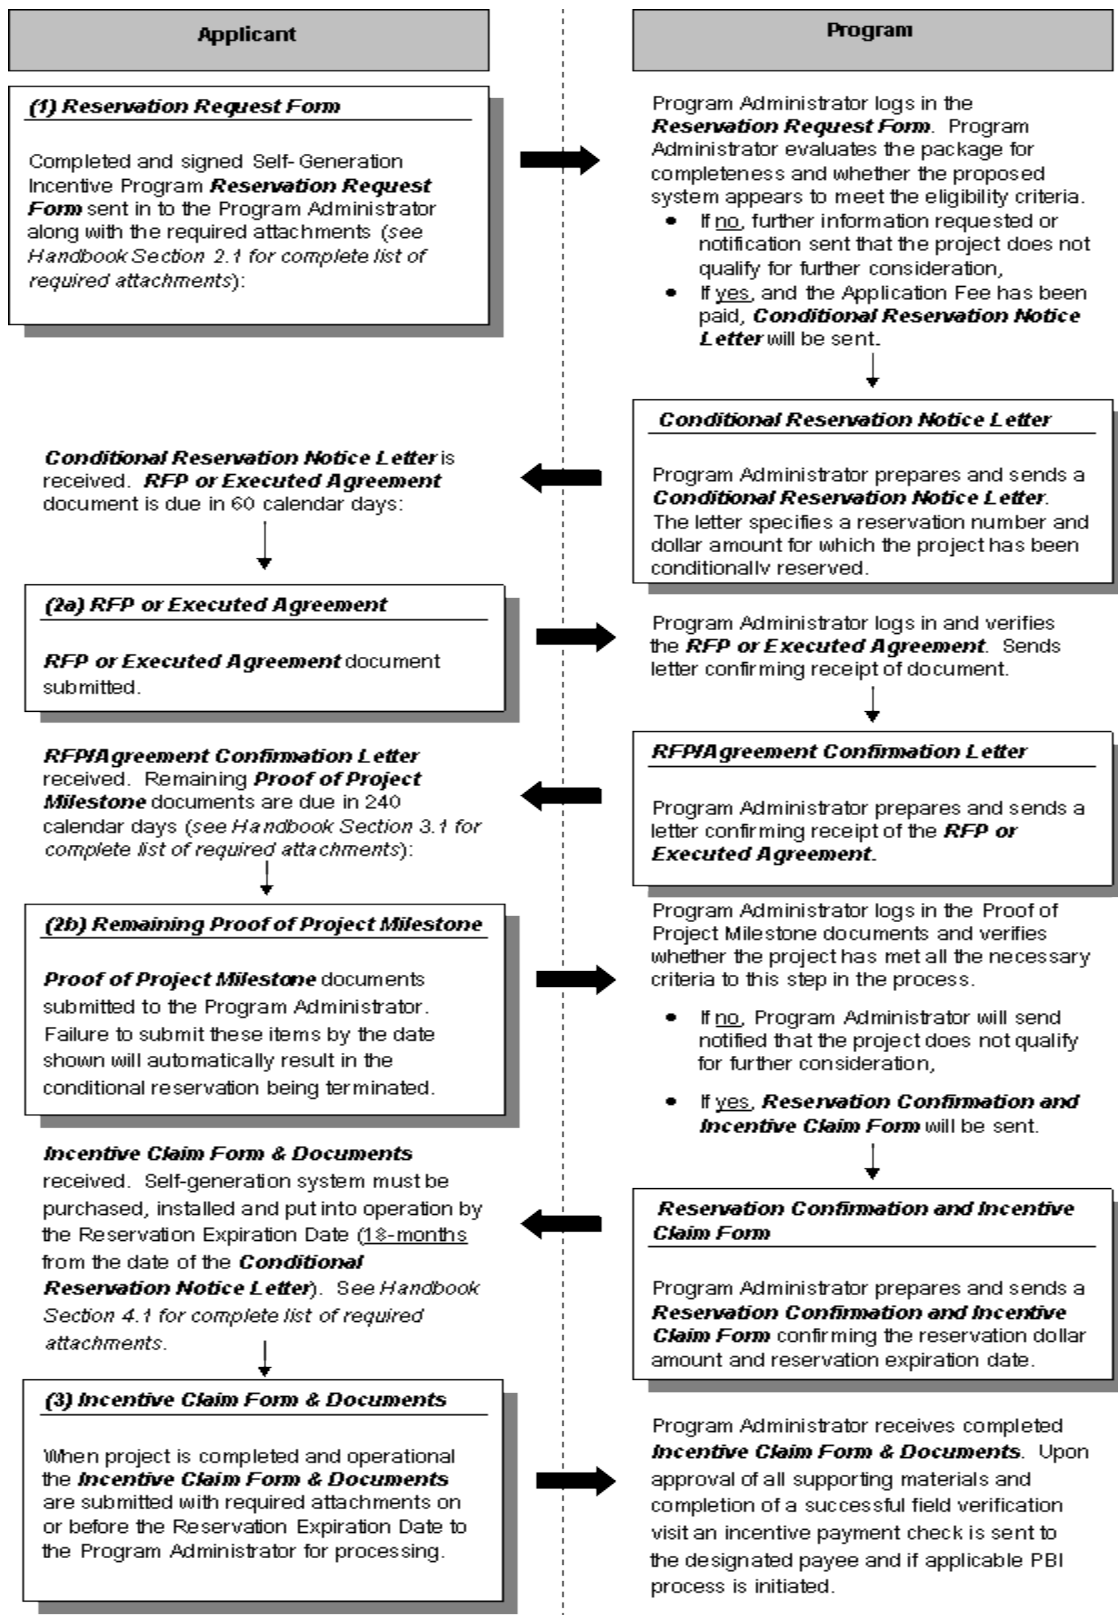 Applicant
Program
(1) Reservation Request Form
Completed and signed Self-Generation
Incentive Program Reservation Request
Form sent in to the Program Administrator
along with the required attachments (see
Handbook Section 2.1 for complete list of
required attachments):
Program Administrator logs in the
Reservation Request Form. Program
Administrator evaluates the package for
completeness and whether the proposed
system appears to meet the eligibility criteria.
• If no, further information requested or
notification sent that the project does not
qualify for further consideration,
• If yes, and the Application Fee has been
paid, Conditional Reservation Notice
Letter will be sent.
Conditional Reservation Notice Letter
Program Administrator prepares and sends a
Conditional Reservation Notice Letter.
The letter specifies a reservation number and
dollar amount for which the project has been
conditionally reserved.
Conditional Reservation Notice Letter is
received. RFP or Executed Agreement
document is due in 60 calendar days:
(2a) RFP or Executed Agreement
RFP or Executed Agreement document
submitted.
Program Administrator logs in and verifies
the RFP or Executed Agreement. Sends
letter confirming receipt of document.
RFP/Agreement Confirmation Letter
Program Administrator prepares and sends a
letter confirming receipt of the RFP or
Executed Agreement.
RFP/Agreement Confirmation Letter
received. Remaining Proof of Project
Milestone documents are due in 240
calendar days (see Handbook Section 3.1 for
complete list of required attachments):
(2b) Remaining Proof of Project Milestone
Proof of Project Milestone documents
submitted to the Program Administrator.
Failure to submit these items by the date
shown will automatically result in the
conditional reservation being terminated.
Program Administrator logs in the Proof of
Project Milestone documents and verifies
whether the project has met all the necessary
criteria to this step in the process.
• If no, Program Administrator will send
notified that the project does not qualify
for further consideration,
• If yes, Reservation Confirmation and
Incentive Claim Form will be sent.
Reservation Confirmation and Incentive
Claim Form
Program Administrator prepares and sends a
Reservation Confirmation and Incentive
Claim Form confirming the reservation dollar
amount and reservation expiration date.
Incentive Claim Form & Documents
received. Self-generation system must be
purchased, installed and put into operation by
the Reservation Expiration Date (18-months
from the date of the Conditional
Reservation Notice Letter). See Handbook
Section 4.1 for complete list of required
attachments.
(3) Incentive Claim Form & Documents
When project is completed and operational
the Incentive Claim Form & Documents
are submitted with required attachments on
or before the Reservation Expiration Date to
the Program Administrator for processing.
Program Administrator receives completed
Incentive Claim Form & Documents. Upon
approval of all supporting materials and
completion of a successful field verification
visit an incentive payment check is sent to
the designated payee and if applicable PBI
process is initiated.